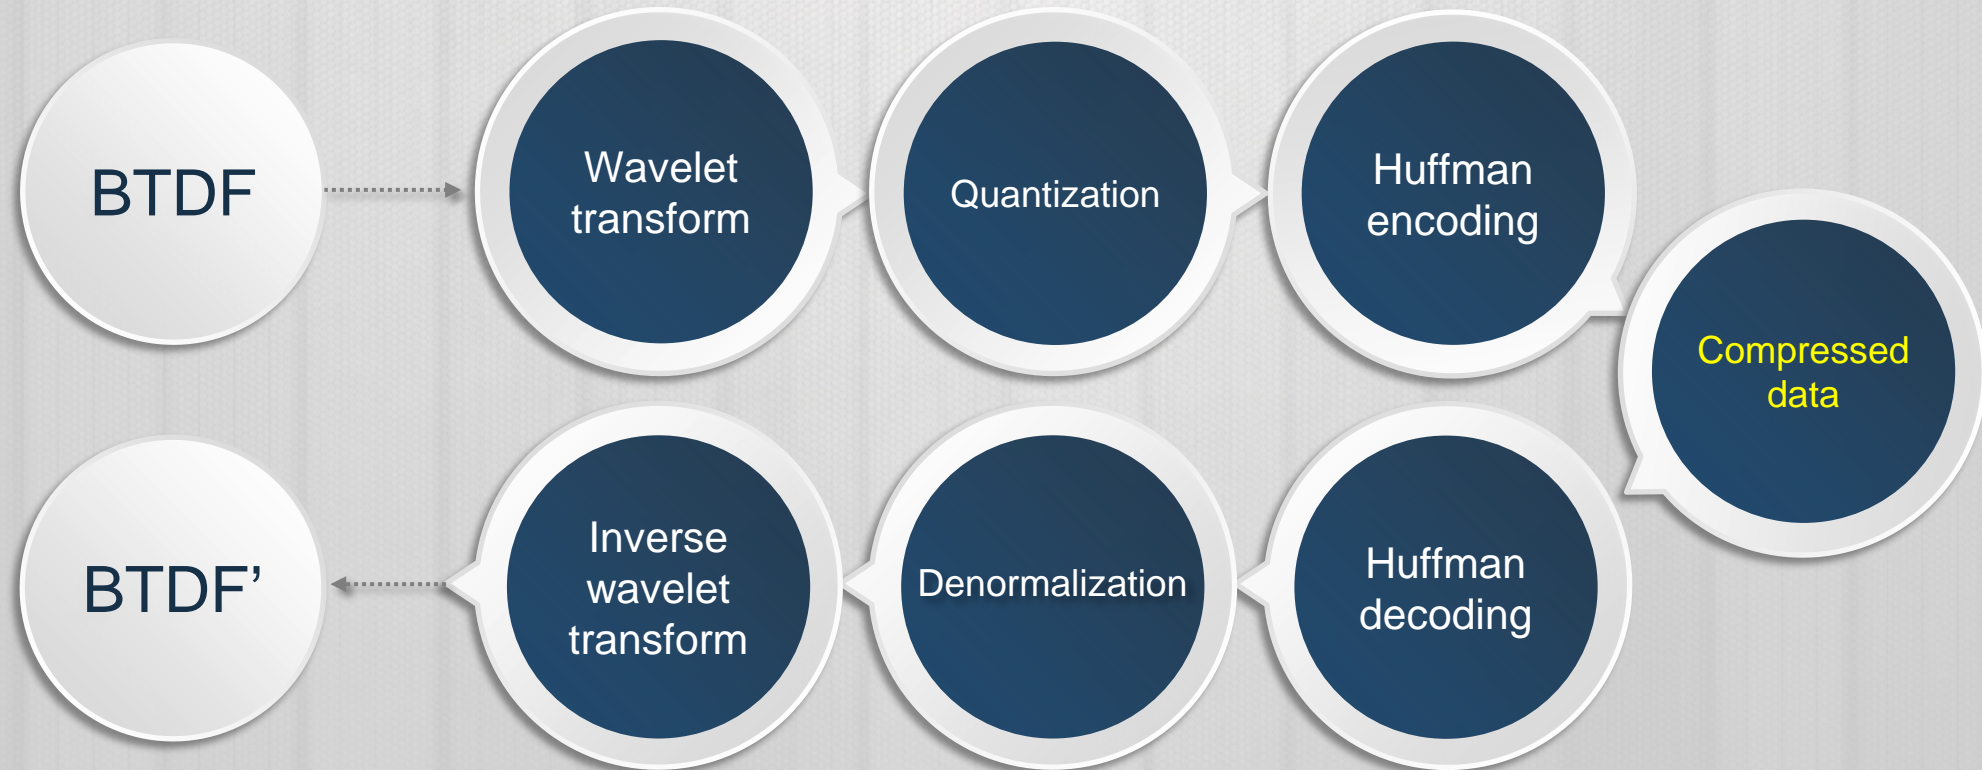 BTDF
Wavelet
transform
Quantization
Huffman
encoding
Compressed
data
BTDF’
Inverse
wavelet
transform
Denormalization
Huffman
decoding